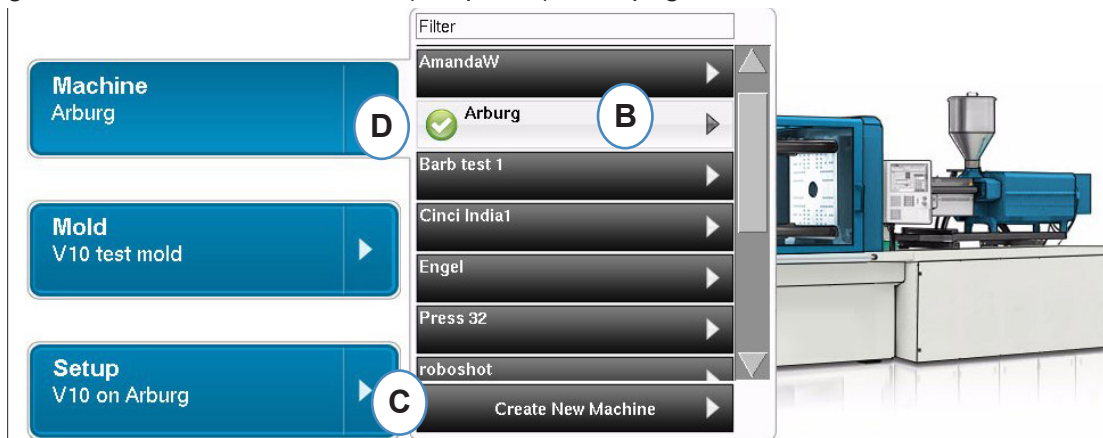 Filter
Machine
Arburg
D
AmandaW
Arburg
B
Barb test 1
Cinci India1
Engel
Press 32
roboshot
Mold
V10 test mold
Setup
V10 on Arburg
C
Create New Machine